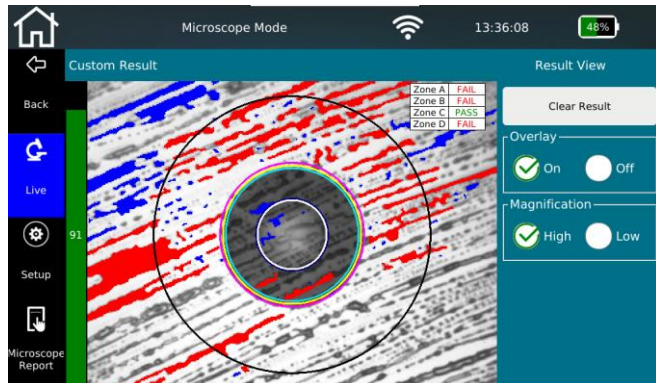 Microscope Mode
13:36:08
48%
Custom Result
Result View
Back
Live
91
Setup
Microscope
Report
Zone A FAIL
Zone B FAIL
Zone C PASS
Zone D FAIL
Clear Result
Overlay
On Off
Magnification
High Low